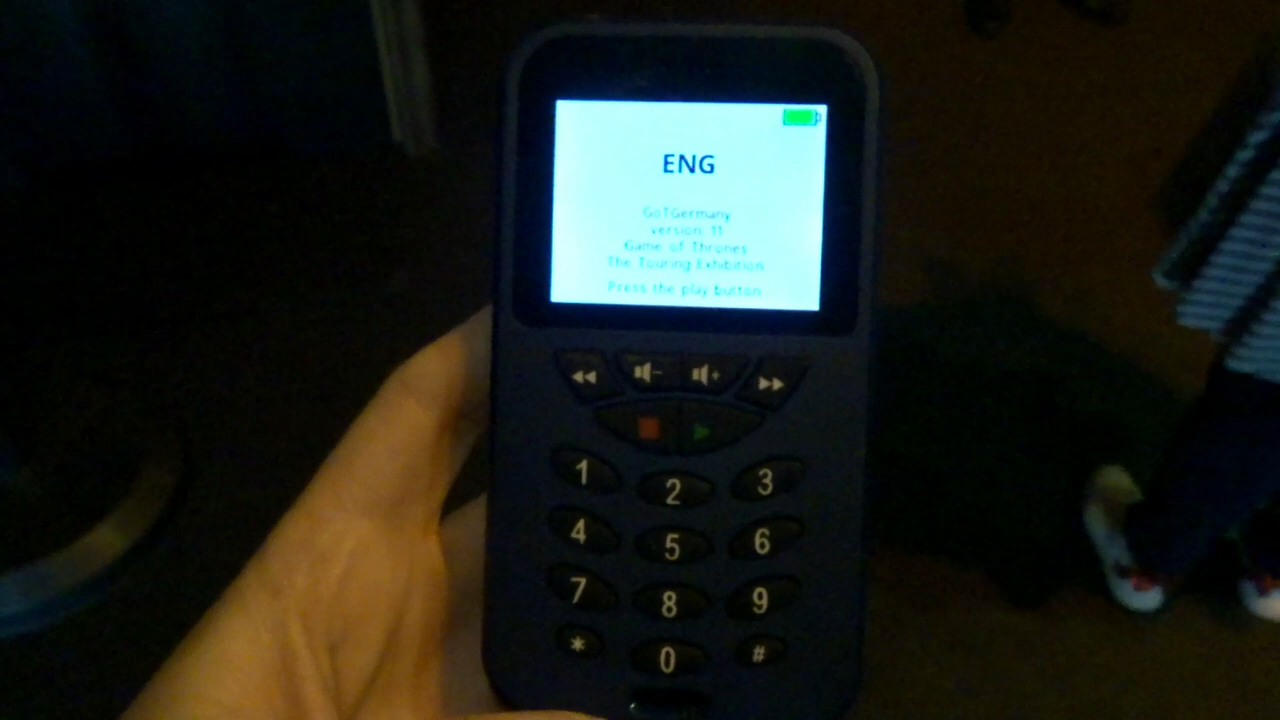 ENG
GoTGermany
version: 11
Game of Thrones
The Touring Exhibition
Press the play button
- +
1 2 3
4 5 6
7 8 9
* 0 #